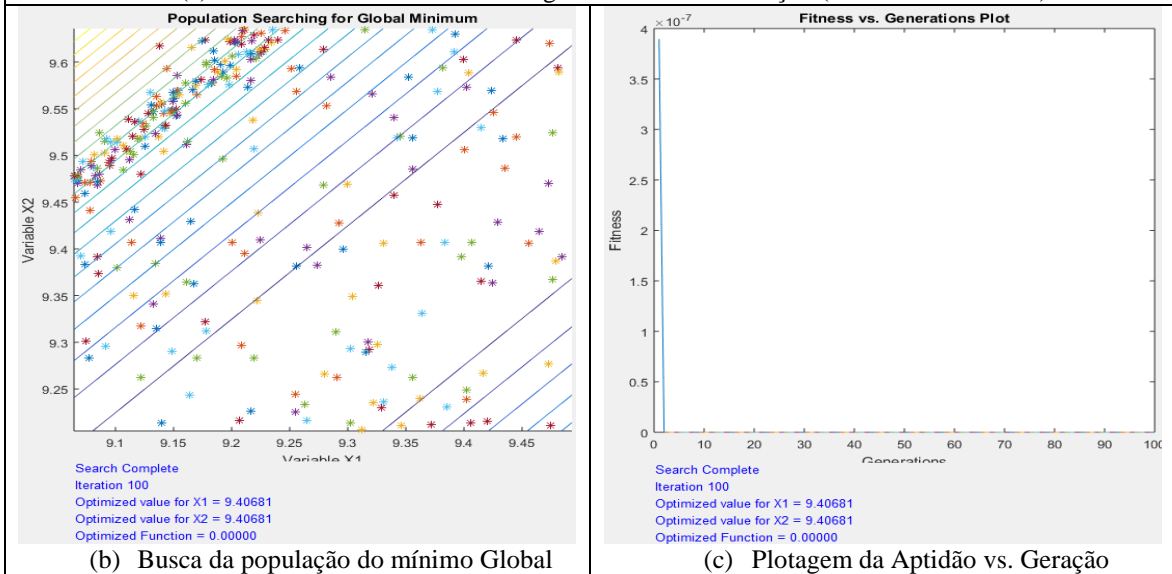 Population Searching for Global Minimum
9.6
9.55
9.5
9.45
9.4
9.35
9.3
9.25
Variable X2
9.1
9.15
9.2
9.25
9.3
9.35
9.4
9.45
Variable X1
Search Complete
Iteration 100
Optimized value for X1 = 9.40681
Optimized value for X2 = 9.40681
Optimized Function = 0.00000
(b) Busca da população do mínimo Global
Fitness vs. Generations Plot
× 10-7
4
3.5
3
2.5
2
1.5
1
0.5
0
Fitness
0
10
20
30
40
50
60
70
80
90
100
Generations
Search Complete
Iteration 100
Optimized value for X1 = 9.40681
Optimized value for X2 = 9.40681
Optimized Function = 0.00000
(c) Plotagem da Aptidão vs. Geração